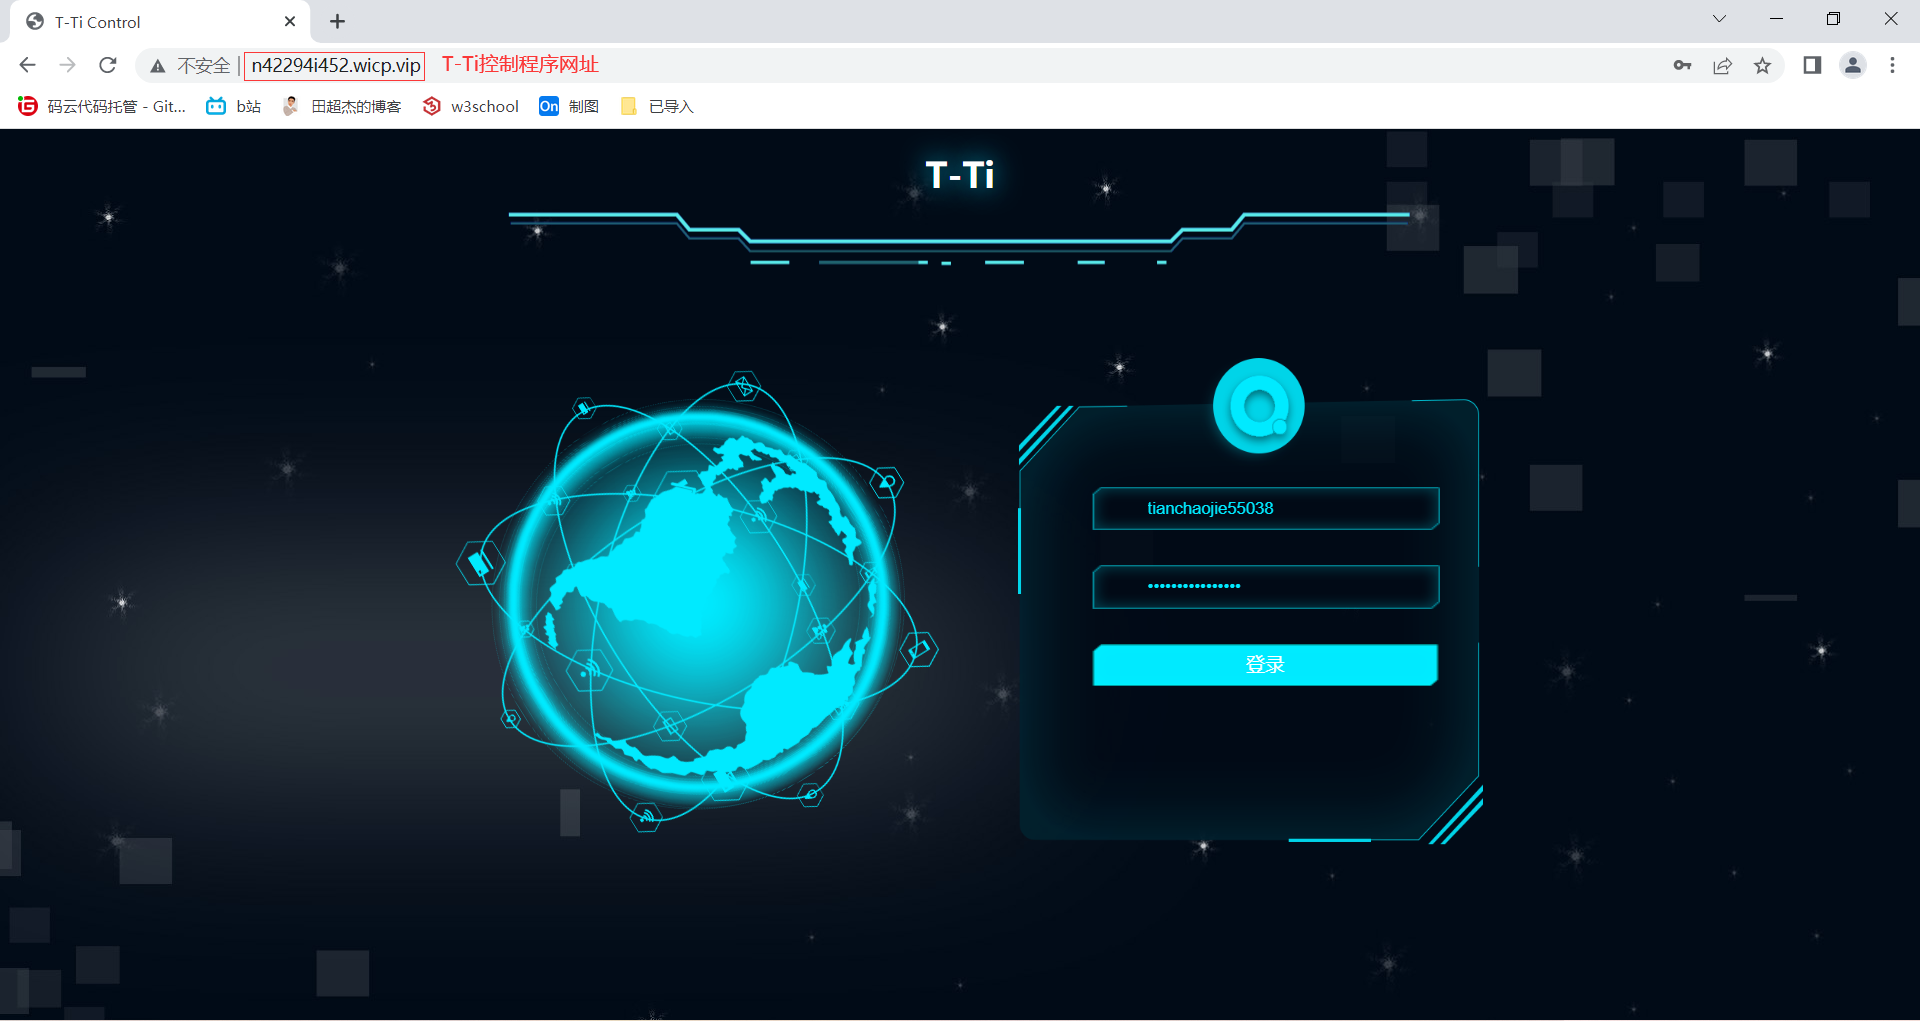 T-Ti Control
不安全 | n42294i452.wicp.vip T-Ti控制程序网址
码云代码托管 - Git... b站 田超杰的博客 w3school On 制图 已导入
T-Ti
tianchaojie55038
••••••••••••••••
登录